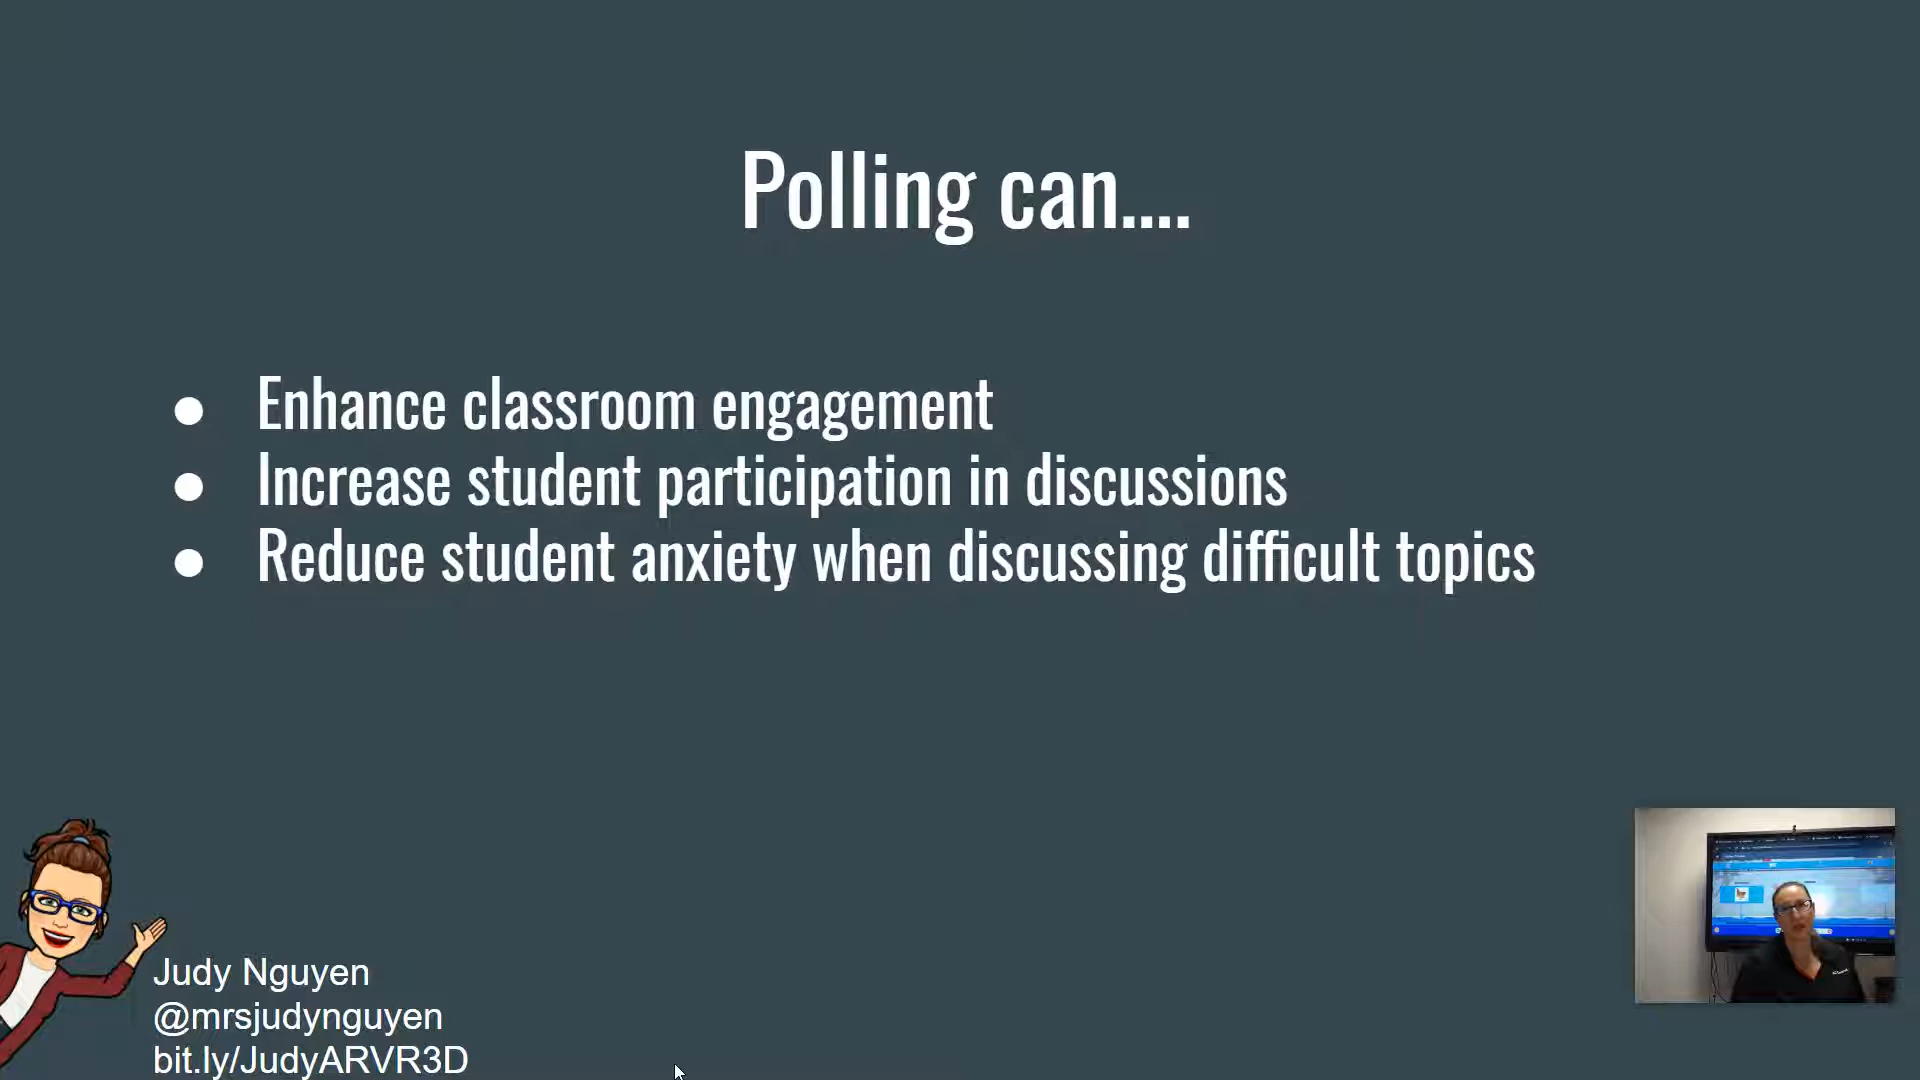 Polling can....
● Enhance classroom engagement
● Increase student participation in discussions
● Reduce student anxiety when discussing difficult topics
Judy Nguyen
@mrsjudynguyen
bit.ly/JudyARVR3D